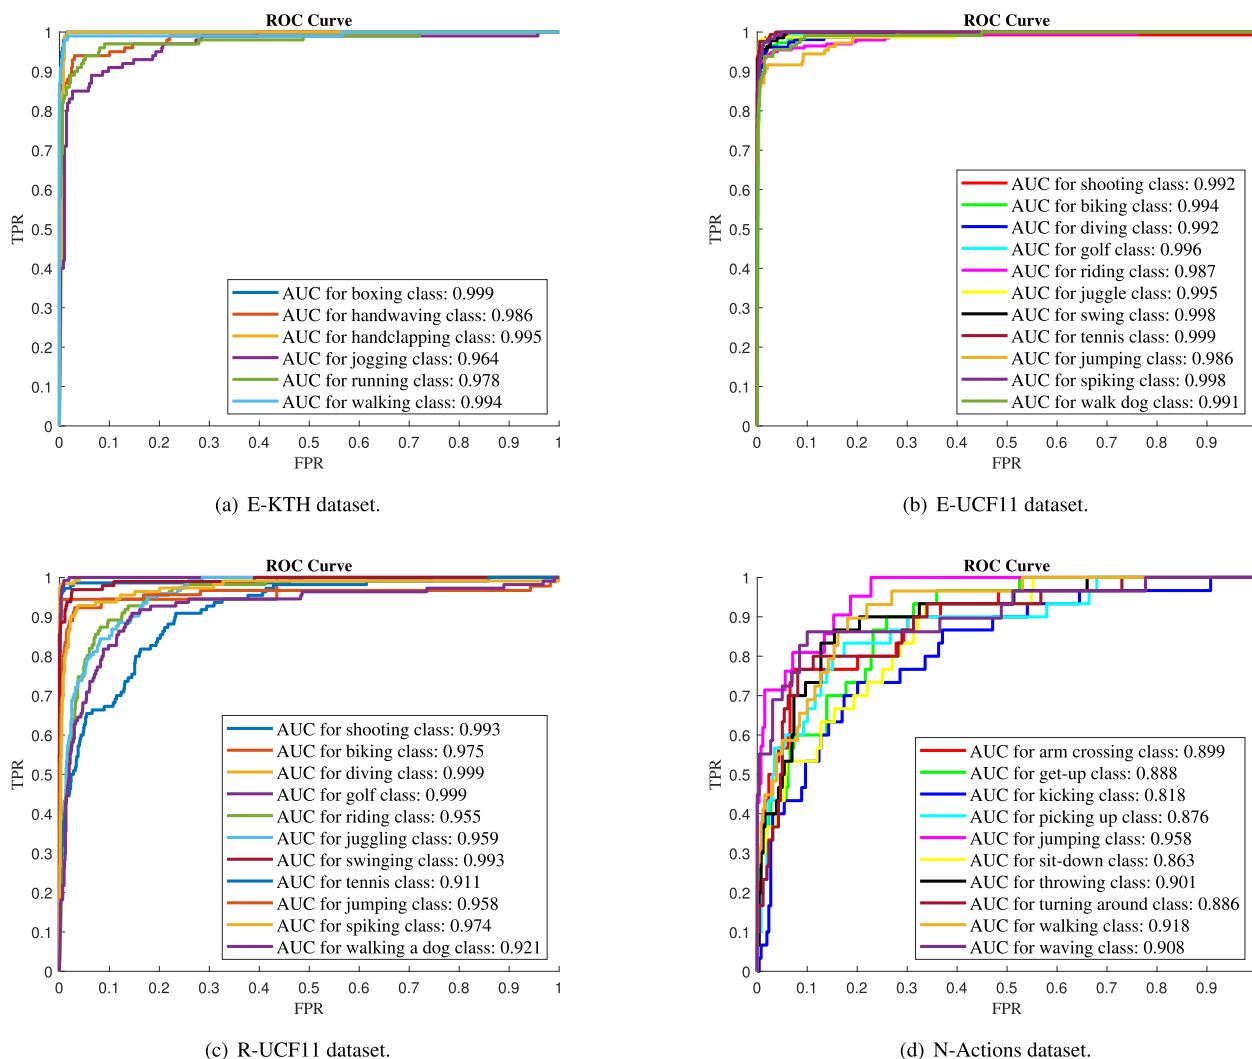 ROC Curve
1
0.9
0.8
0.7
0.6
0.5
0.4
0.3
0.2
0.1
0
TPR
AUC for boxing class: 0.999
AUC for handwaving class: 0.986
AUC for handclapping class: 0.995
AUC for jogging class: 0.964
AUC for running class: 0.978
AUC for walking class: 0.994
0 0.1 0.2 0.3 0.4 0.5 0.6 0.7 0.8 0.9 1
FPR
(a) E-KTH dataset.
ROC Curve
1
0.9
0.8
0.7
0.6
0.5
0.4
0.3
0.2
0.1
0
TPR
AUC for shooting class: 0.992
AUC for biking class: 0.994
AUC for diving class: 0.992
AUC for golf class: 0.996
AUC for riding class: 0.987
AUC for juggle class: 0.995
AUC for swing class: 0.998
AUC for tennis class: 0.999
AUC for jumping class: 0.986
AUC for spiking class: 0.998
AUC for walk dog class: 0.991
0 0.1 0.2 0.3 0.4 0.5 0.6 0.7 0.8 0.9
FPR
(b) E-UCF11 dataset.
ROC Curve
1
0.9
0.8
0.7
0.6
0.5
0.4
0.3
0.2
0.1
0
TPR
AUC for shooting class: 0.993
AUC for biking class: 0.975
AUC for diving class: 0.999
AUC for golf class: 0.999
AUC for riding class: 0.955
AUC for juggling class: 0.959
AUC for swinging class: 0.993
AUC for tennis class: 0.911
AUC for jumping class: 0.958
AUC for spiking class: 0.974
AUC for walking a dog class: 0.921
0 0.1 0.2 0.3 0.4 0.5 0.6 0.7 0.8 0.9 1
FPR
(c) R-UCF11 dataset.
ROC Curve
1
0.9
0.8
0.7
0.6
0.5
0.4
0.3
0.2
0.1
0
TPR
AUC for arm crossing class: 0.899
AUC for get-up class: 0.888
AUC for kicking class: 0.818
AUC for picking up class: 0.876
AUC for jumping class: 0.958
AUC for sit-down class: 0.863
AUC for throwing class: 0.901
AUC for turning around class: 0.886
AUC for walking class: 0.918
AUC for waving class: 0.908
0 0.1 0.2 0.3 0.4 0.5 0.6 0.7 0.8 0.9
FPR
(d) N-Actions dataset.